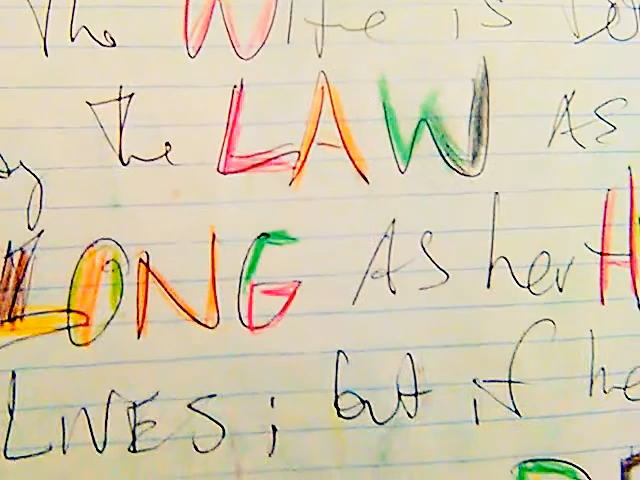 The Wife is
the LAW As
LONG As her
LIVES; but if he